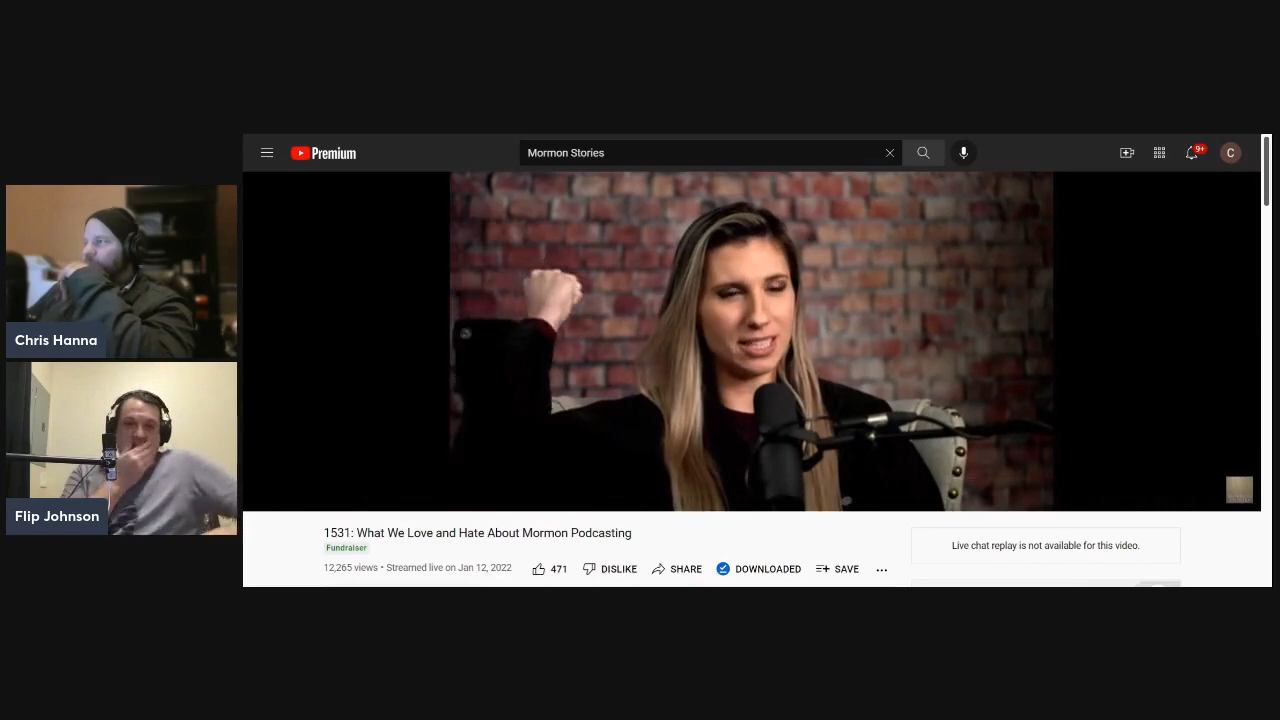 Premium
Mormon Stories
9+
C
Chris Hanna
Flip Johnson
1531: What We Love and Hate About Mormon Podcasting
Fundraiser
12,265 views • Streamed live on Jan 12, 2022
471
DISLIKE
SHARE
DOWNLOADED
SAVE
Live chat replay is not available for this video.